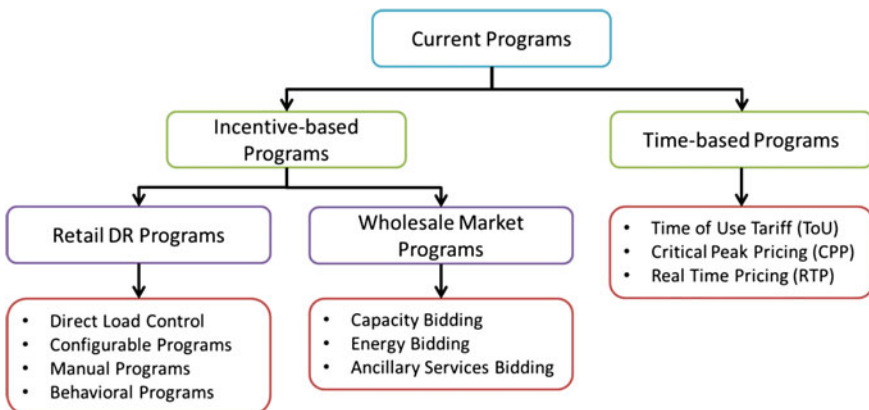 Current Programs
Incentive-based
Programs
Time-based Programs
Retail DR Programs
Wholesale Market
Programs
• Time of Use Tariff (ToU)
• Critical Peak Pricing (CPP)
• Real Time Pricing (RTP)
• Direct Load Control
• Configurable Programs
• Manual Programs
• Behavioral Programs
• Capacity Bidding
• Energy Bidding
• Ancillary Services Bidding